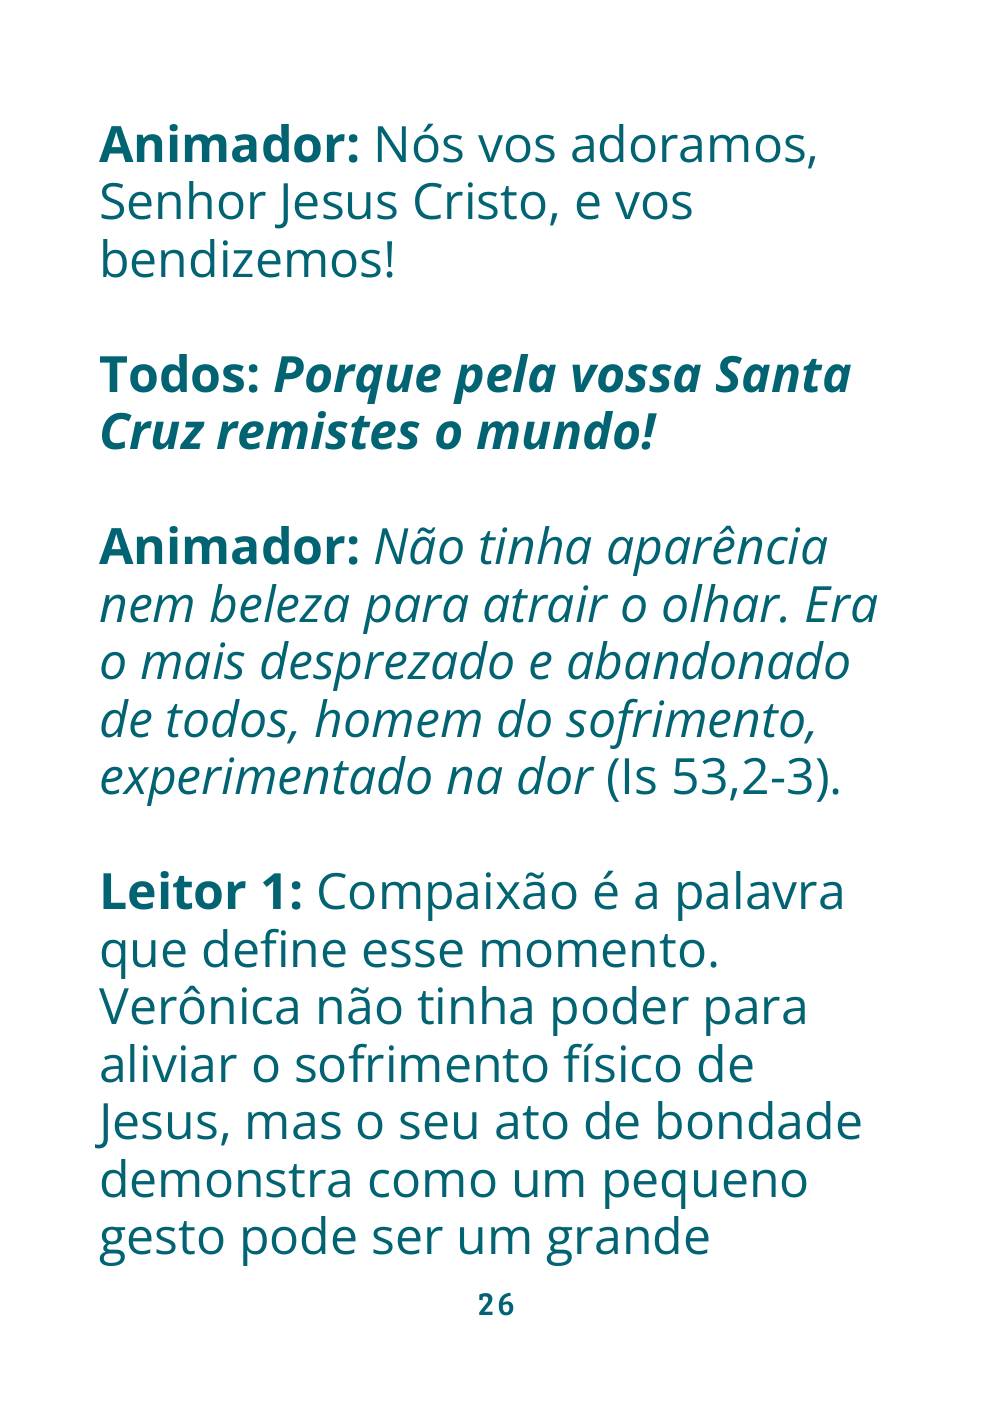 Animador: Nós vos adoramos,
Senhor Jesus Cristo, e vos
bendizemos!
Todos: Porque pela vossa Santa
Cruz remistes o mundo!
Animador: Não tinha aparência
nem beleza para atrair o olhar. Era
o mais desprezado e abandonado
de todos, homem do sofrimento,
experimentado na dor (Is 53,2-3).
Leitor 1: Compaixão é a palavra
que define esse momento.
Verônica não tinha poder para
aliviar o sofrimento físico de
Jesus, mas o seu ato de bondade
demonstra como um pequeno
gesto pode ser um grande
26